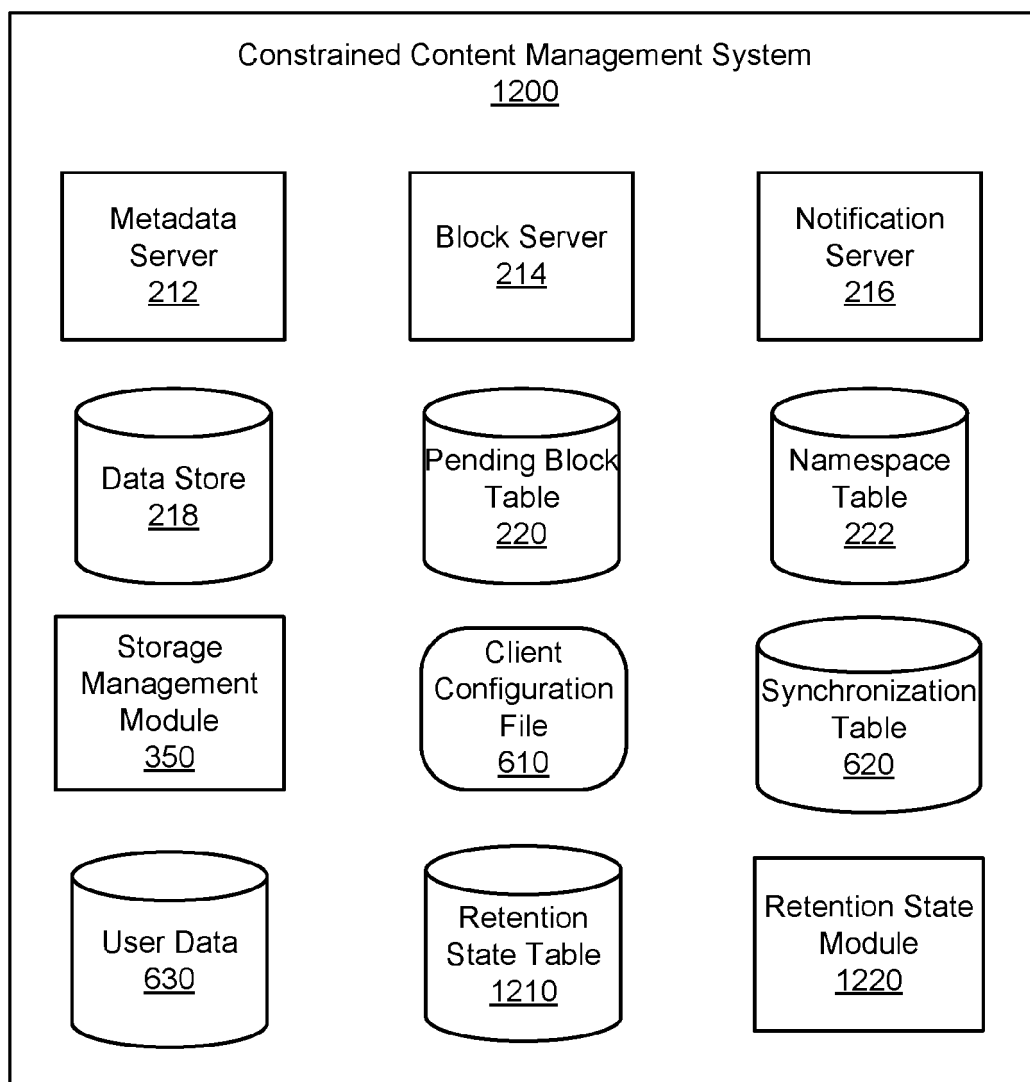 Constrained Content Management System
1200
Metadata
Server
212
Block Server
214
Notification
Server
216
Data Store
218
Pending Block
Table
220
Namespace
Table
222
Storage
Management
Module
350
Client
Configuration
File
610
Synchronization
Table
620
User Data
630
Retention
State Table
1210
Retention State
Module
1220